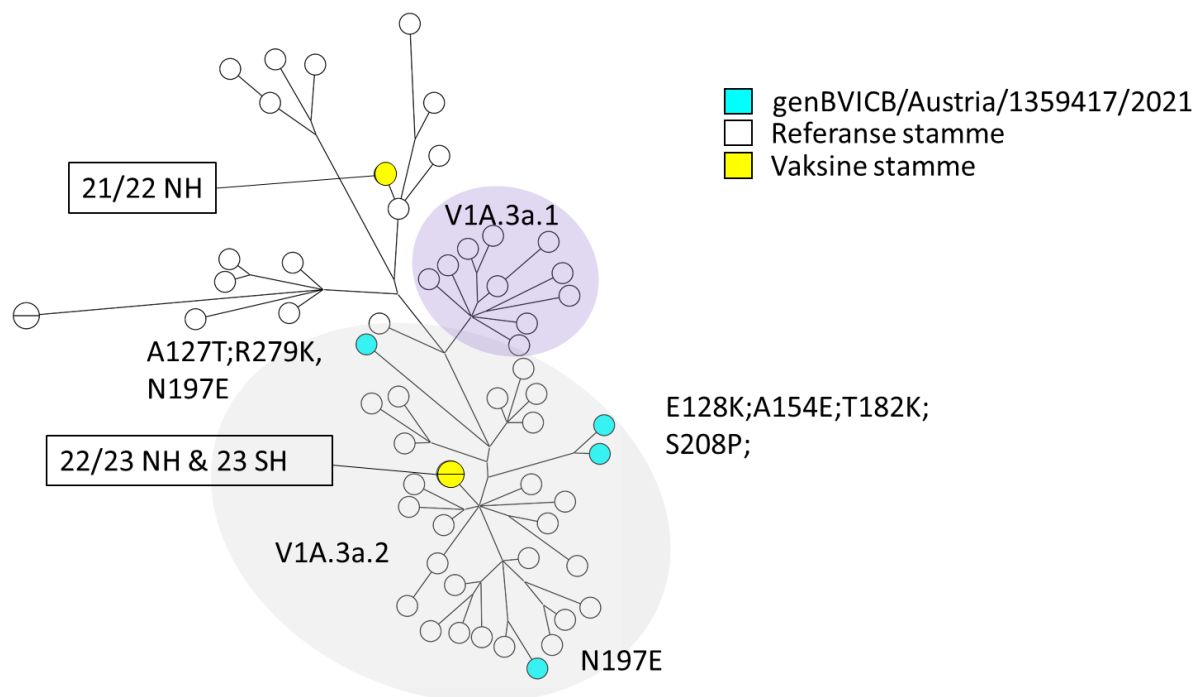 genBVICB/Austria/1359417/2021
Referanse stamme
Vaksine stamme
21/22 NH
V1A.3a.1
A127T;R279K,
N197E
E128K;A154E;T182K;
S208P;
22/23 NH & 23 SH
V1A.3a.2
N197E